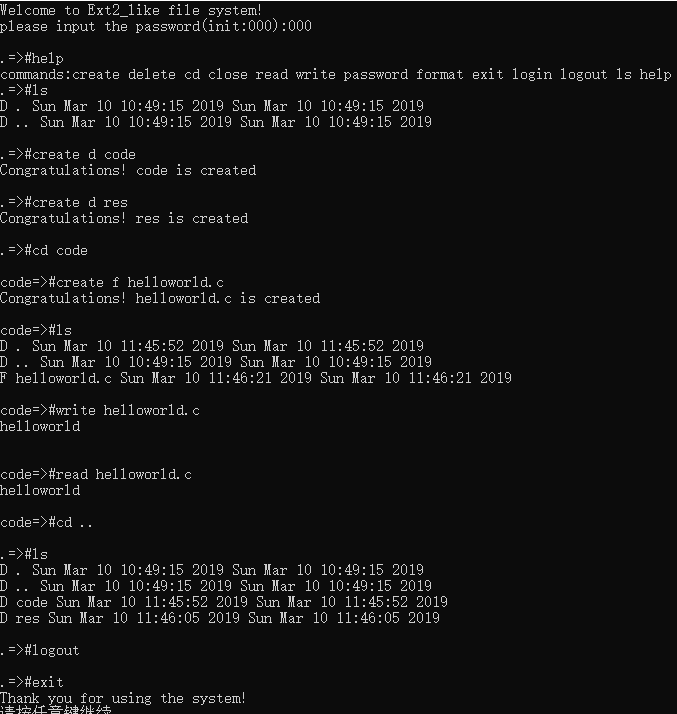 Welcome to Ext2_like file system!
please input the password(init:000):000
.=>#help
commands:create delete cd close read write password format exit login logout ls help
.=>#ls
D . Sun Mar 10 10:49:15 2019 Sun Mar 10 10:49:15 2019
D .. Sun Mar 10 10:49:15 2019 Sun Mar 10 10:49:15 2019
.=>#create d code
Congratulations! code is created
.=>#create d res
Congratulations! res is created
.=>#cd code
code=>#create f helloworld.c
Congratulations! helloworld.c is created
code=>#ls
D . Sun Mar 10 11:45:52 2019 Sun Mar 10 11:45:52 2019
D .. Sun Mar 10 10:49:15 2019 Sun Mar 10 10:49:15 2019
F helloworld.c Sun Mar 10 11:46:21 2019 Sun Mar 10 11:46:21 2019
code=>#write helloworld.c
helloworld
code=>#read helloworld.c
helloworld
code=>#cd ..
.=>#ls
D . Sun Mar 10 10:49:15 2019 Sun Mar 10 10:49:15 2019
D .. Sun Mar 10 10:49:15 2019 Sun Mar 10 10:49:15 2019
D code Sun Mar 10 11:45:52 2019 Sun Mar 10 11:45:52 2019
D res Sun Mar 10 11:46:05 2019 Sun Mar 10 11:46:05 2019
.=>#logout
.=>#exit
Thank you for using the system!
请按任意键继续